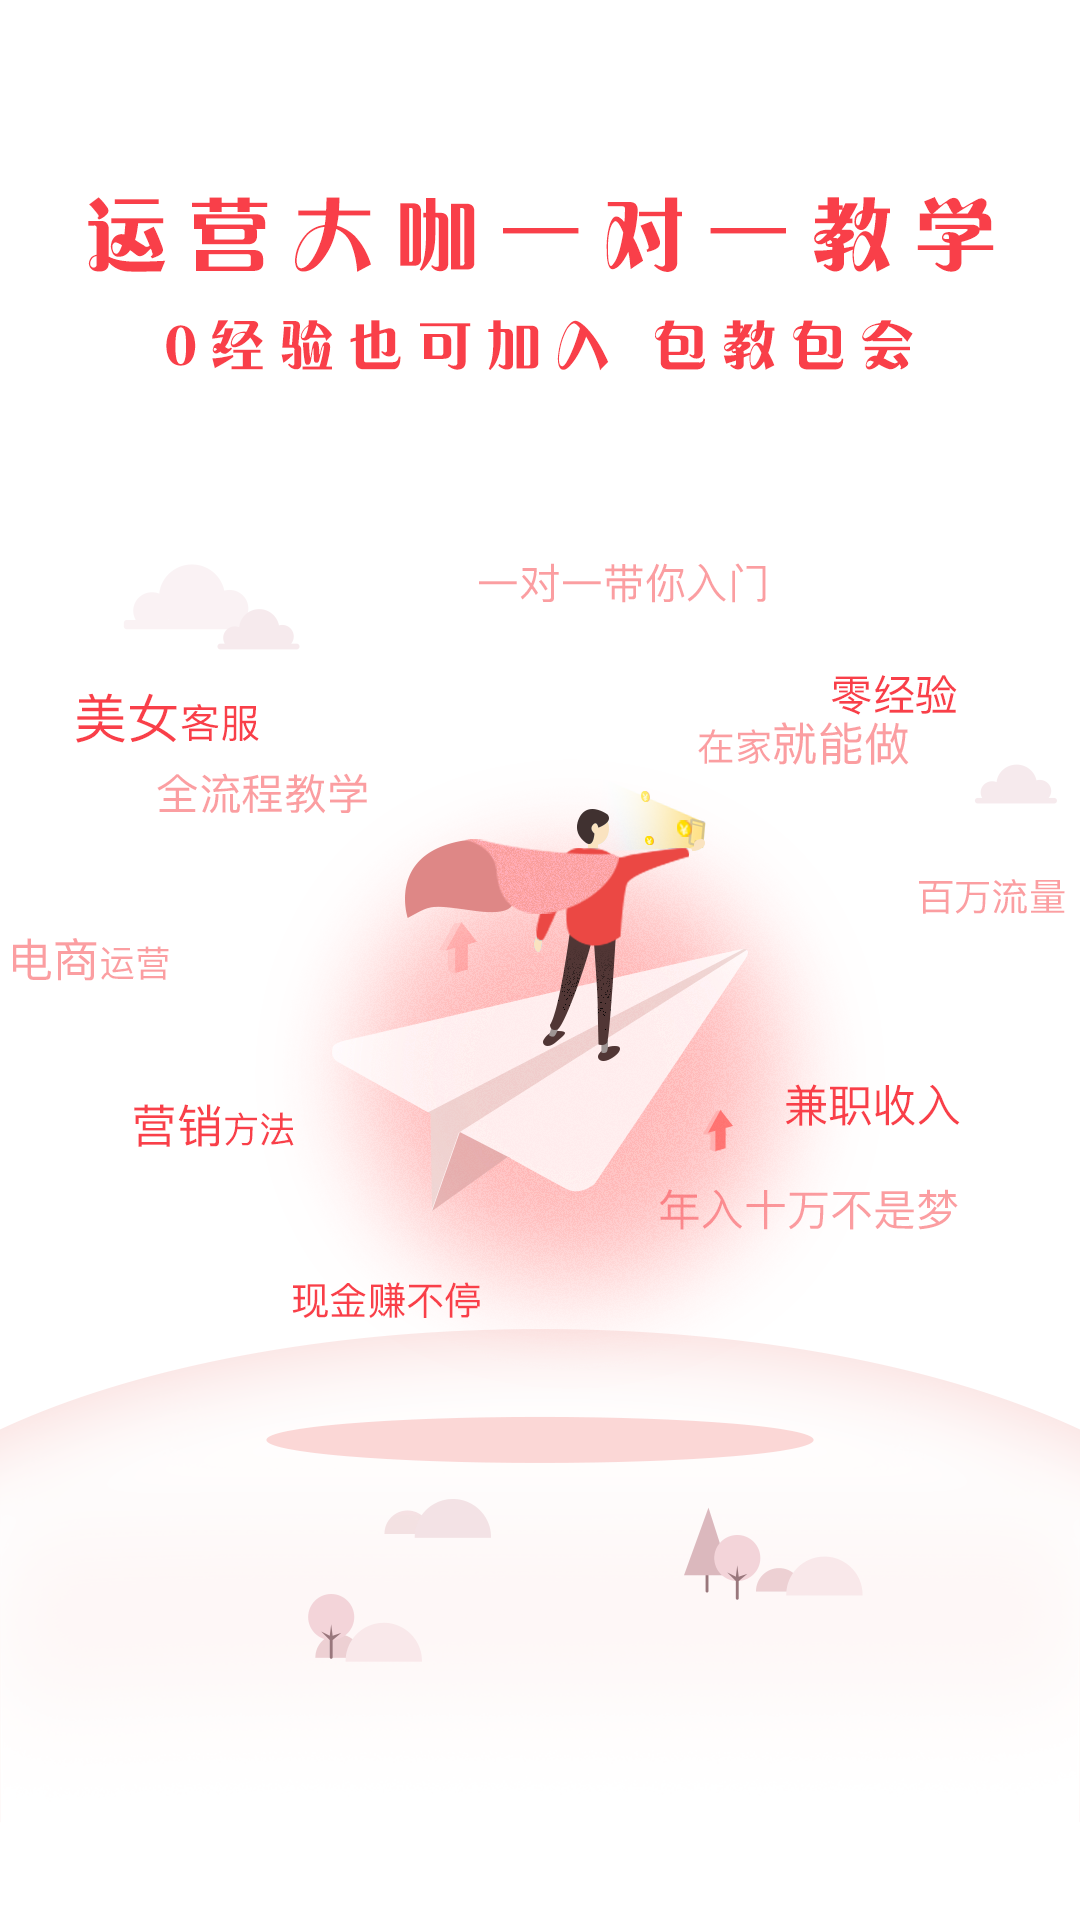 运营大咖一对一教学
0经验也可加入 包教包会
一对一带你入门
零经验
美女客服
在家就能做
全流程教学
百万流量
电商运营
兼职收入
营销方法
年入十万不是梦
现金赚不停